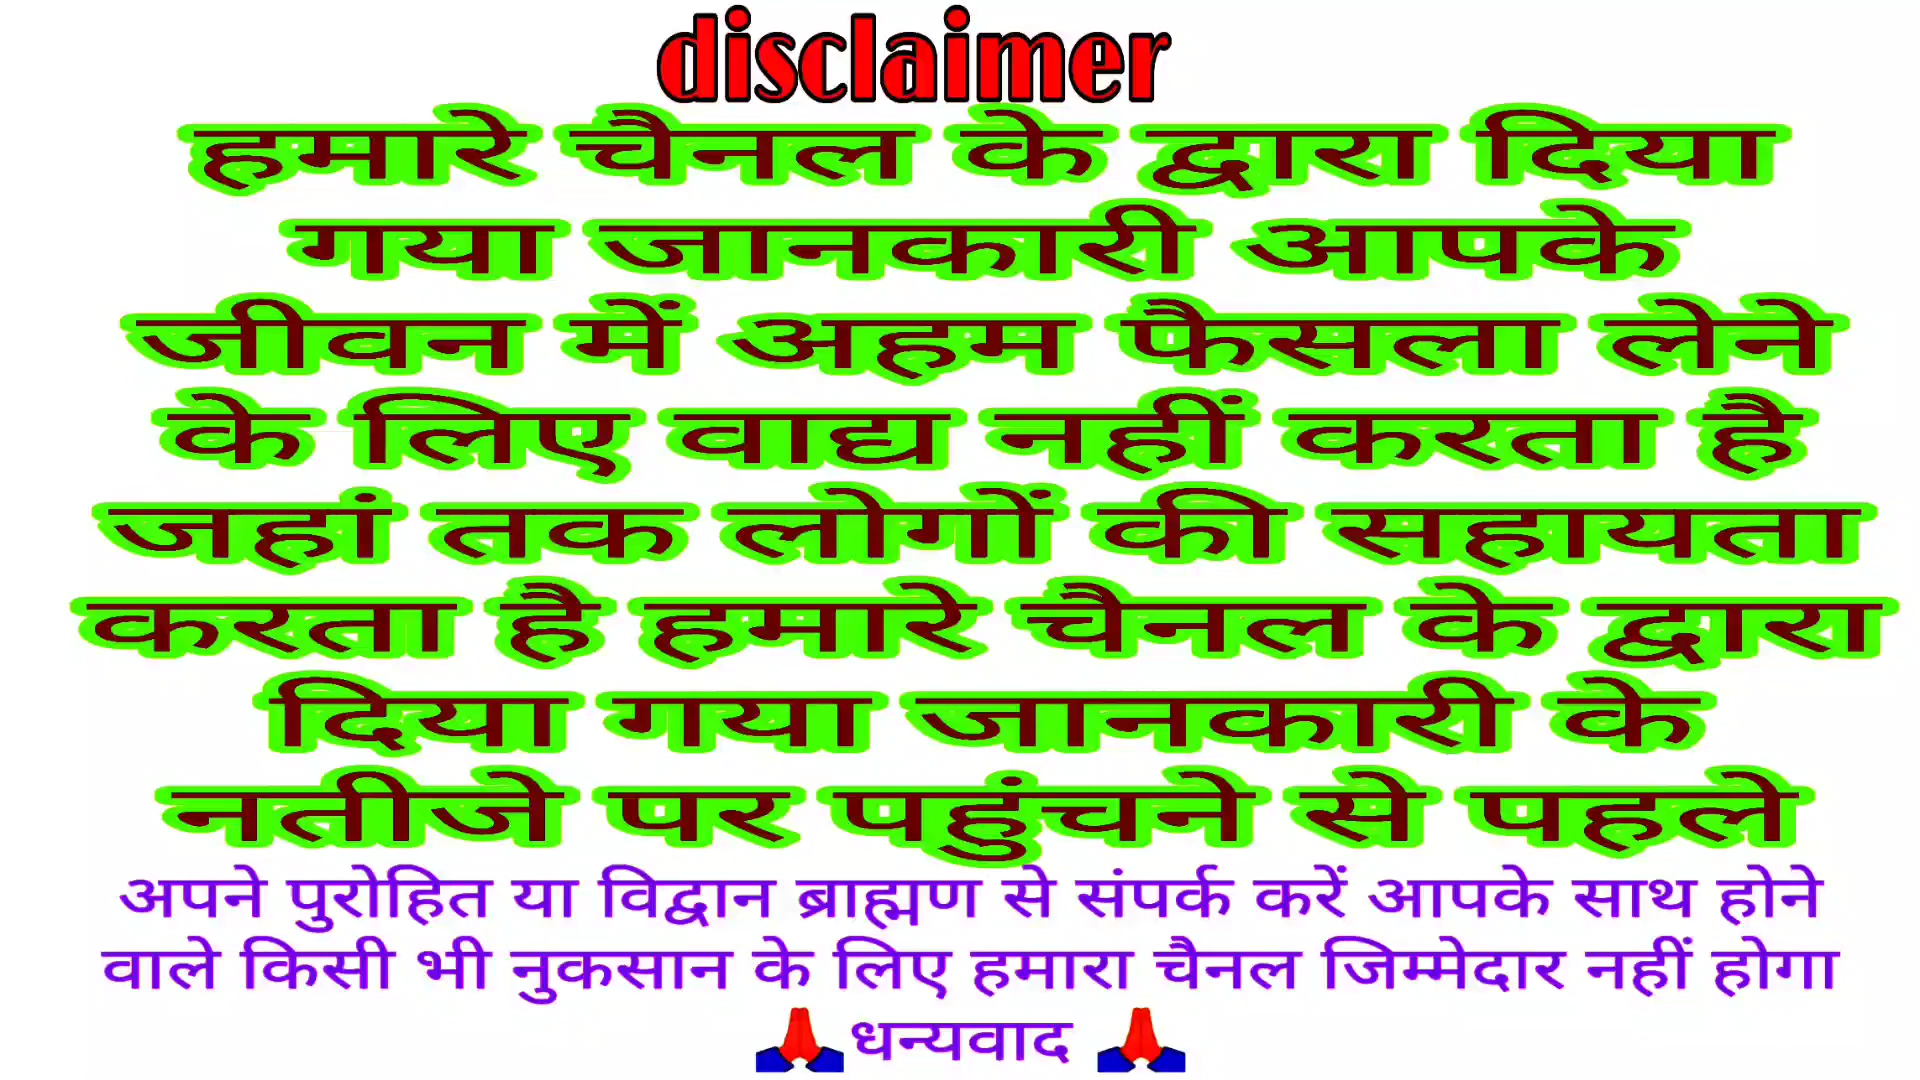 disclaimer
हमारे चैनल के द्वारा दिया
गया जानकारी आपके
जीवन में अहम फैसला लेने
के लिए वाद्य नहीं करता है
जहां तक लोगों की सहायता
करता है हमारे चैनल के द्वारा
दिया गया जानकारी के
नतीजे पर पहुंचने से पहले
अपने पुरोहित या विद्वान ब्राह्मण से संपर्क करें आपके साथ होने
वाले किसी भी नुकसान के लिए हमारा चैनल जिम्मेदार नहीं होगा
🙏धन्यवाद 🙏